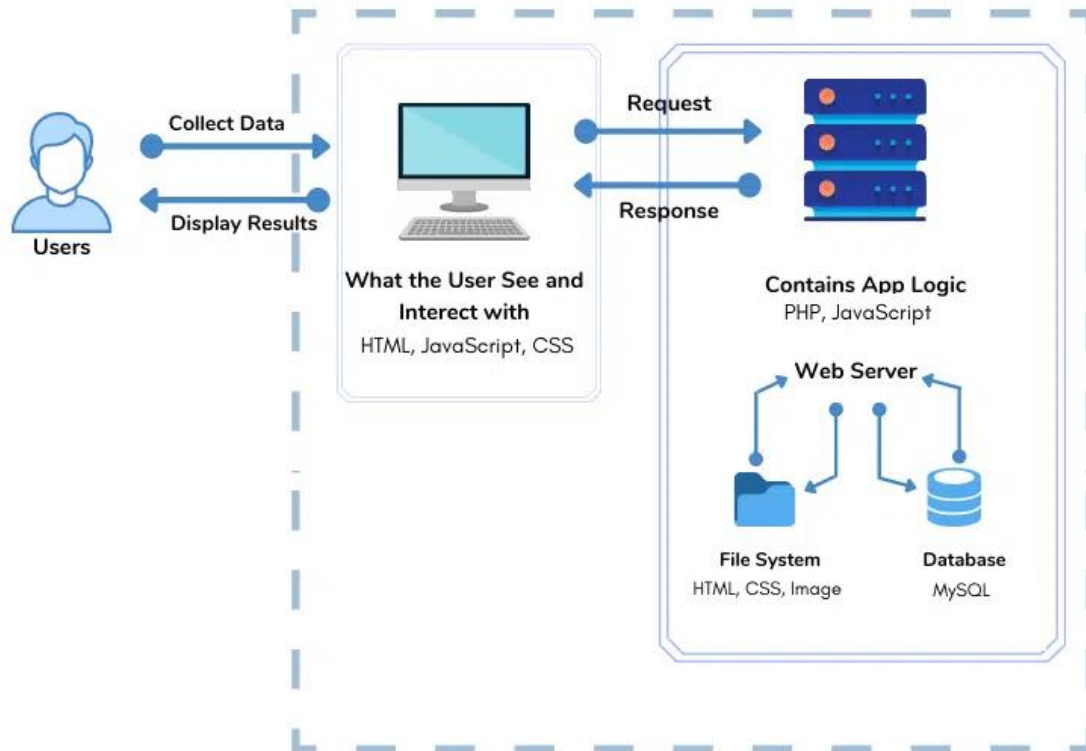 Collect Data
Request
Display Results
Response
Users
What the User See and
Interect with
HTML, JavaScript, CSS
Contains App Logic
PHP, JavaScript
Web Server
File System
HTML, CSS, Image
Database
MySQL